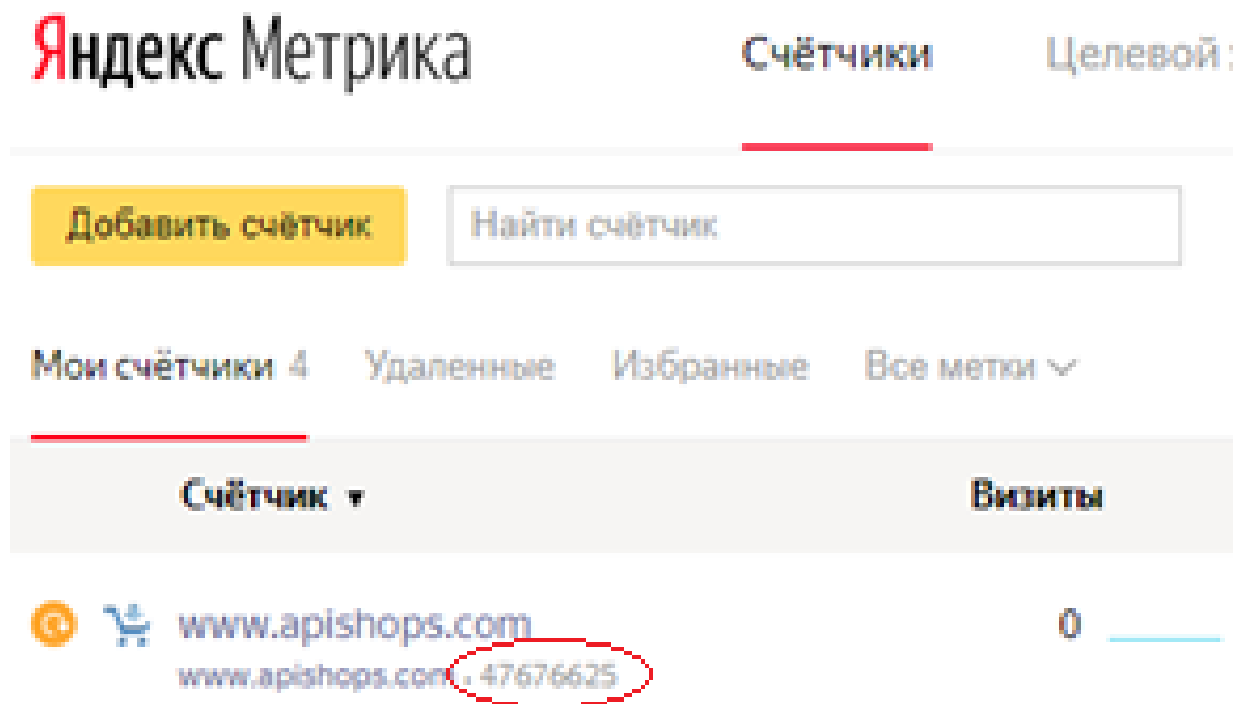 Яндекс Метрика Счётчики Целевой
Добавить счётчик Найти счётчик
Мои счётчики 4 Удаленные Избранные Все метки
Счётчик Визиты
www.apishops.com 0
www.apishops.com 47676625